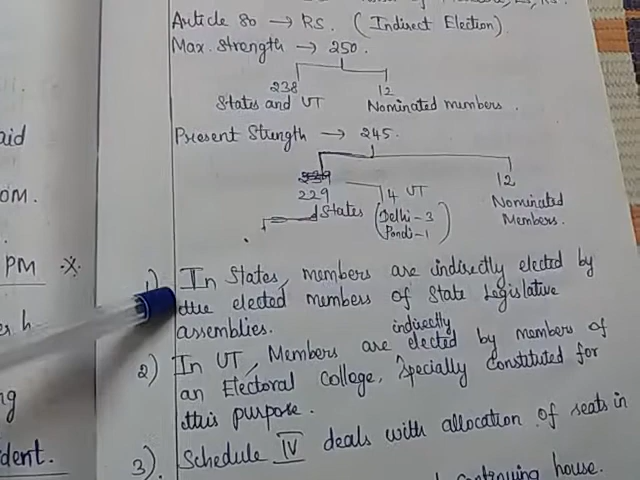 Article 80 → RS. (Indirect Election).
Max. Strength → 250.
238 12
States and UT Nominated members.
Present Strength → 245.
229 4 UT 12
States (Delhi - 3 Nominated
Pondi - 1) Members.
1) In States, members are indirectly elected by
the elected members of State Legislative
assemblies.
2) In UT, Members are indirectly elected by members of
an Electoral College, specially constituted for
this purpose.
3). Schedule IV deals with allocation of seats in
continuing house.
aid
OM.
PM
ng
dent.